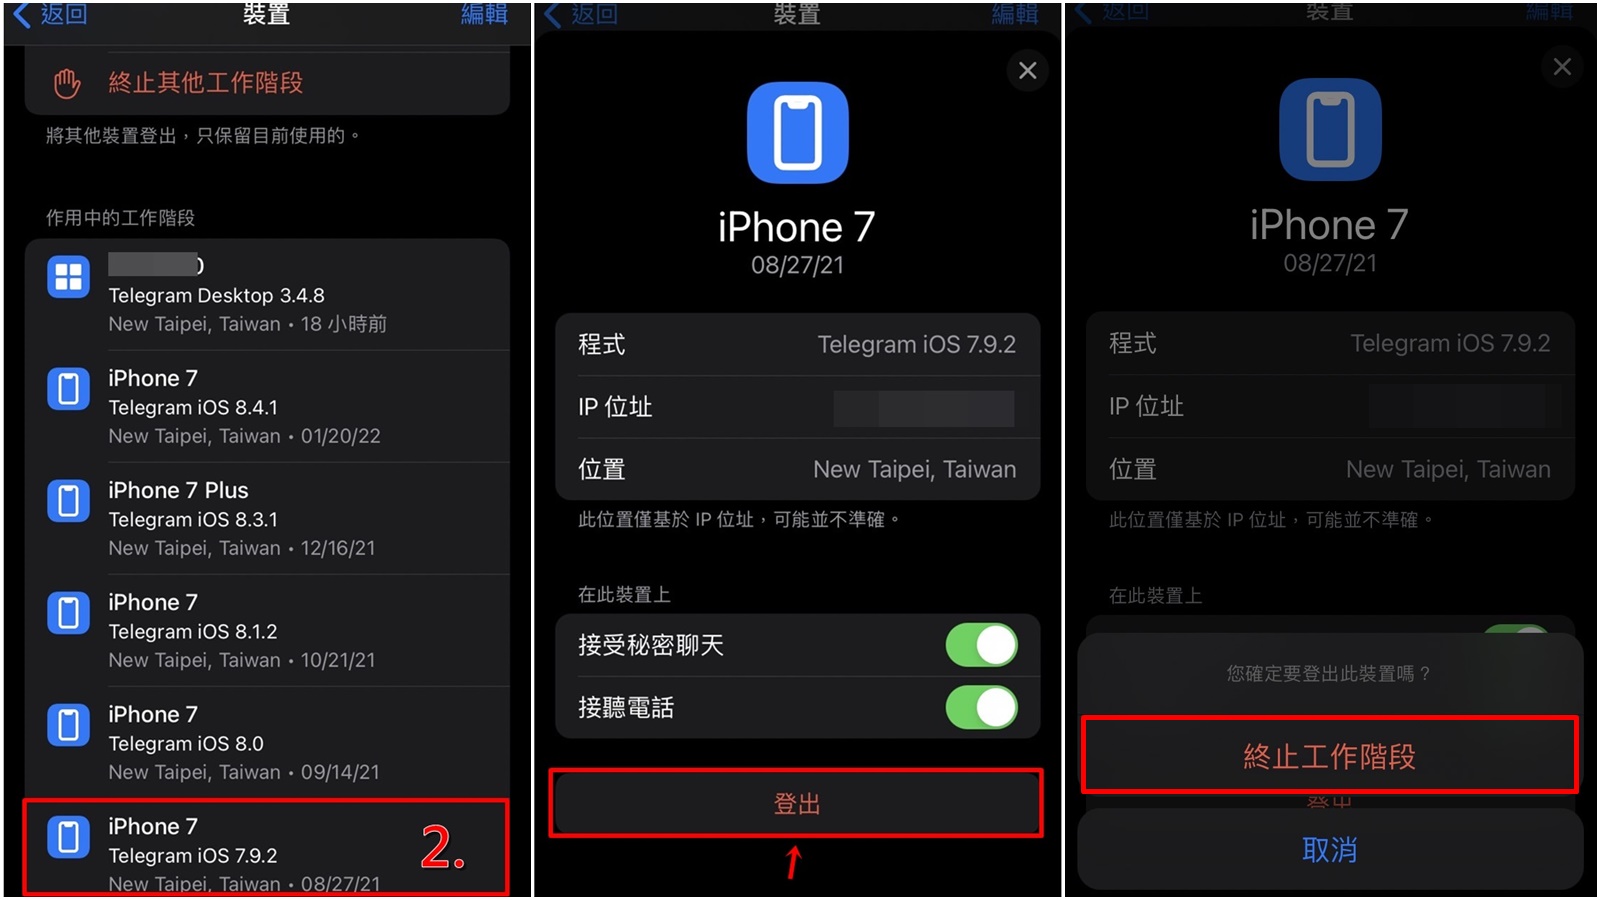 返回
裝置
編輯
終止其他工作階段
將其他裝置登出，只保留目前使用的。
作用中的工作階段
Telegram Desktop 3.4.8
New Taipei, Taiwan • 18 小時前
iPhone 7
Telegram iOS 8.4.1
New Taipei, Taiwan • 01/20/22
iPhone 7 Plus
Telegram iOS 8.3.1
New Taipei, Taiwan • 12/16/21
iPhone 7
Telegram iOS 8.1.2
New Taipei, Taiwan • 10/21/21
iPhone 7
Telegram iOS 8.0
New Taipei, Taiwan • 09/14/21
iPhone 7
Telegram iOS 7.9.2
New Taipei, Taiwan • 08/27/21
2.
返回
裝置
編輯
iPhone 7
08/27/21
程式 Telegram iOS 7.9.2
IP 位址
位置 New Taipei, Taiwan
此位置僅基於 IP 位址，可能並不準確。
在此裝置上
接受秘密聊天
接聽電話
登出
返回
裝置
編輯
iPhone 7
08/27/21
程式 Telegram iOS 7.9.2
IP 位址
位置 New Taipei, Taiwan
此位置僅基於 IP 位址，可能並不準確。
在此裝置上
您確定要登出此裝置嗎？
終止工作階段
登出
取消